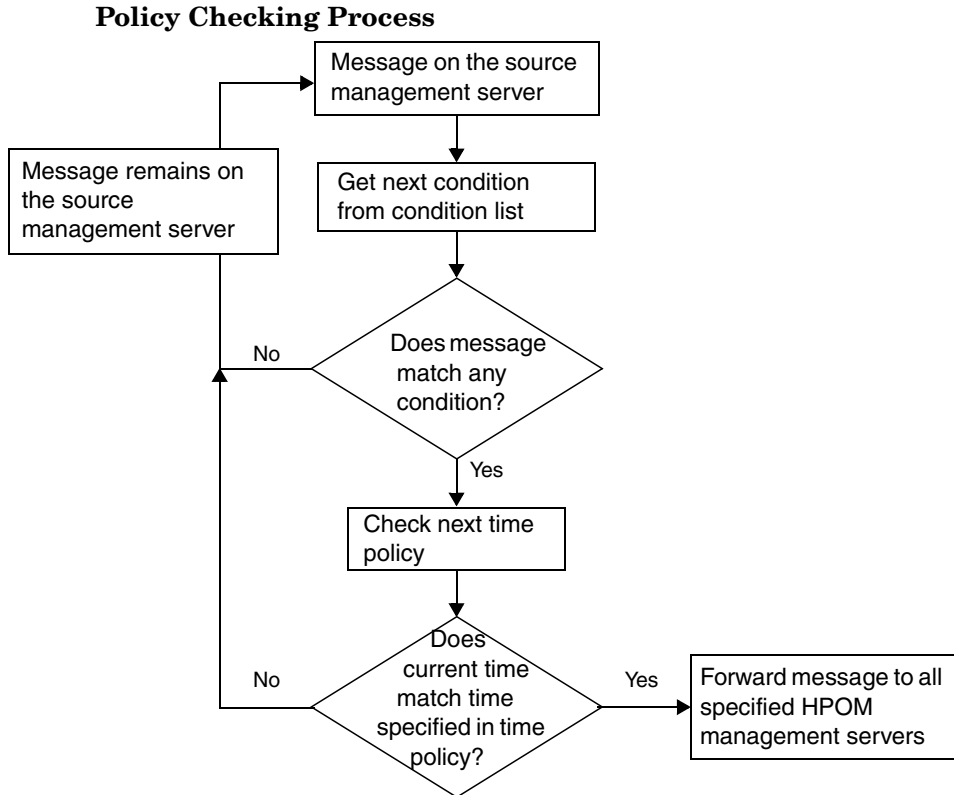 Policy Checking Process
Message on the source
management server
Message remains on
the source
management server
Get next condition
from condition list
No
Does message
match any
condition?
Yes
Check next time
policy
No
Does
current time
match time
specified in time
policy?
Yes
Forward message to all
specified HPOM
management servers